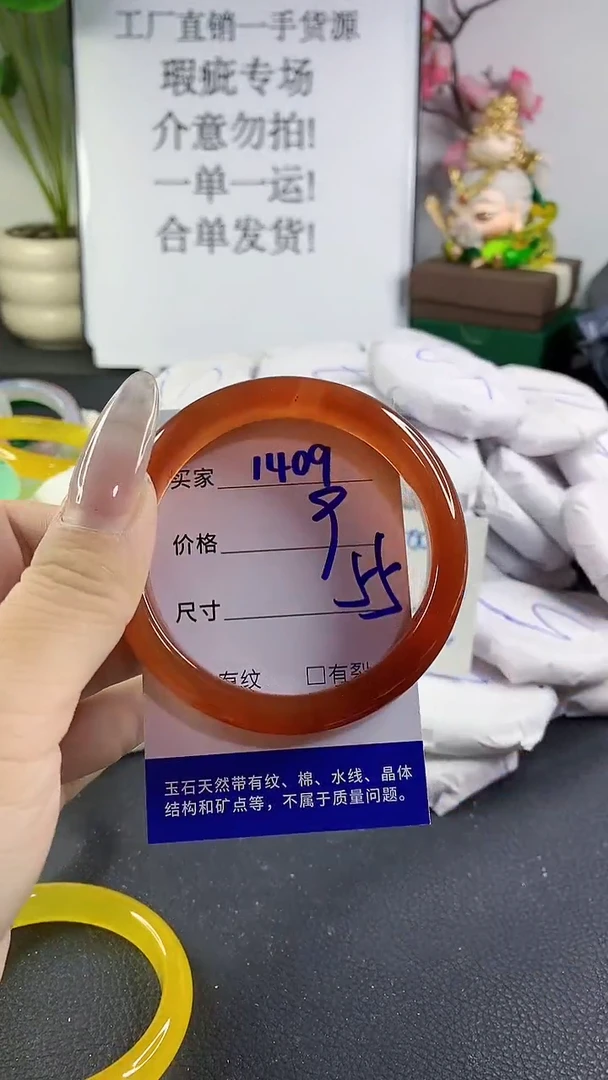 工厂直销一手货源
瑕疵专场
介意勿拍!
一单一运!
合单发货!
买家 1409
价格
尺寸 55
有纹 □有裂
玉石天然带有纹、棉、水线、晶体
结构和矿点等，不属于质量问题。